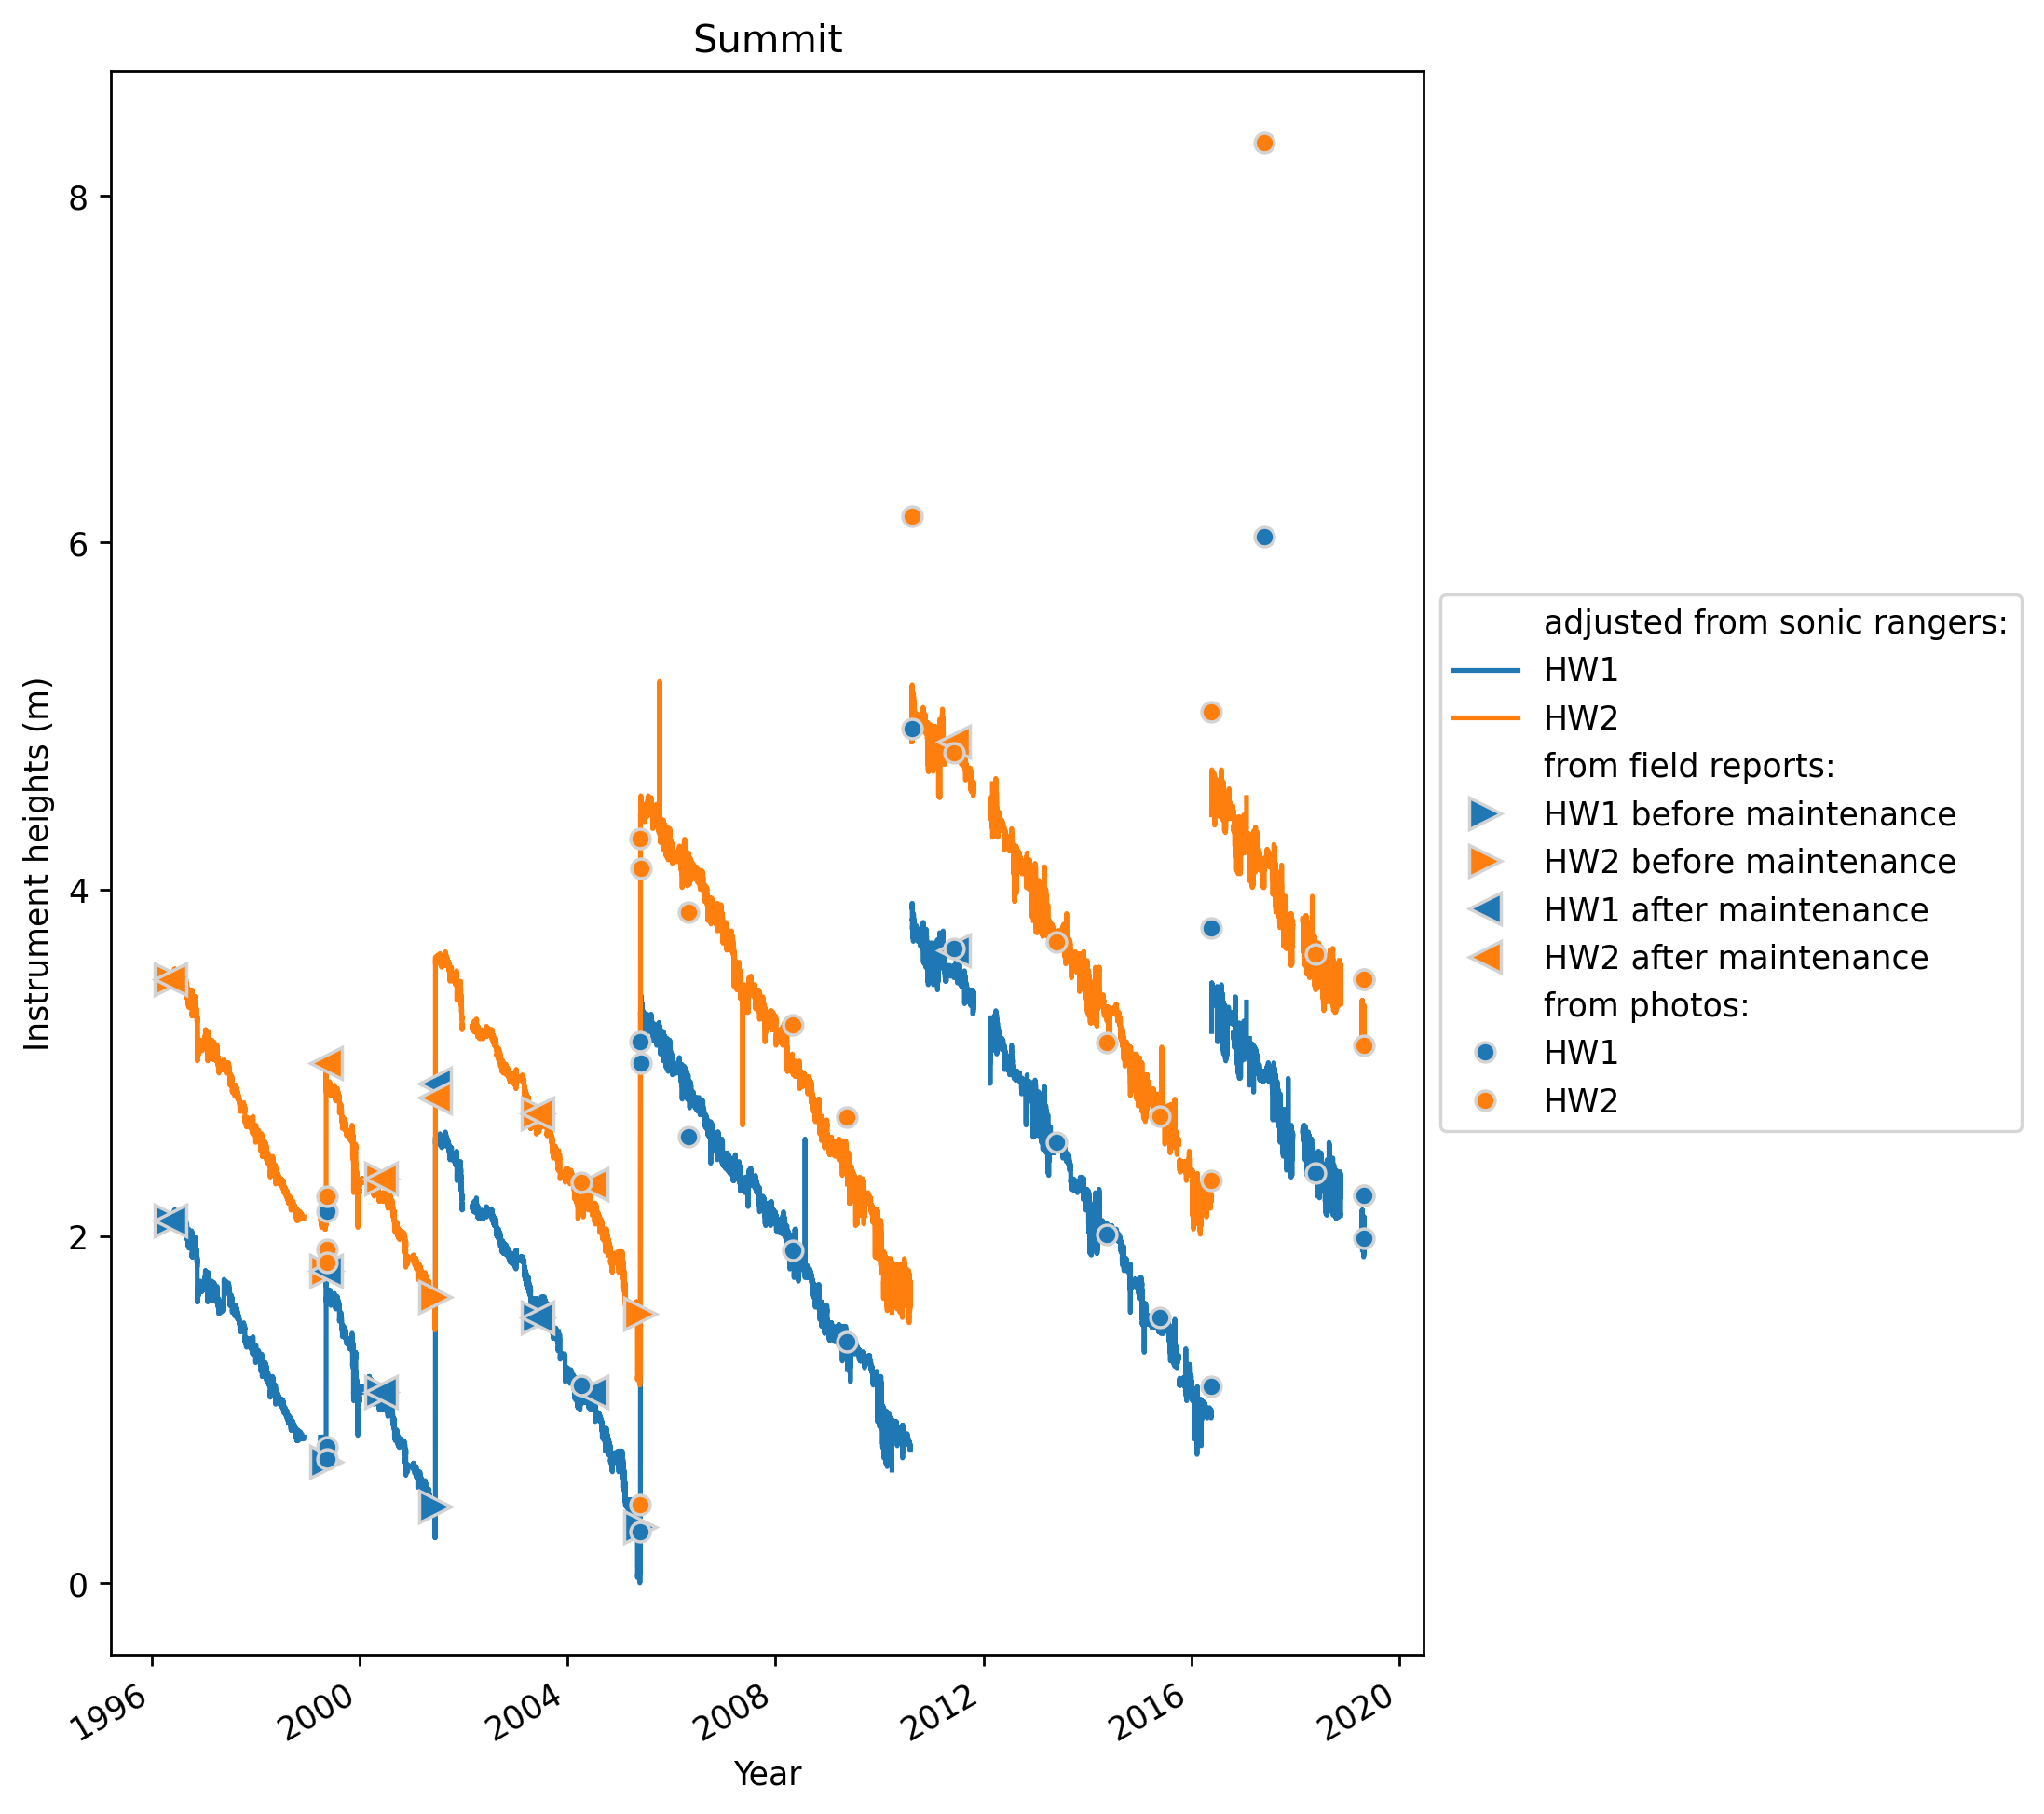 Summit
Instrument heights (m)
8
6
4
2
0
1996
2000
2004
2008
2012
2016
2020
Year
adjusted from sonic rangers:
HW1
HW2
from field reports:
HW1 before maintenance
HW2 before maintenance
HW1 after maintenance
HW2 after maintenance
from photos:
HW1
HW2